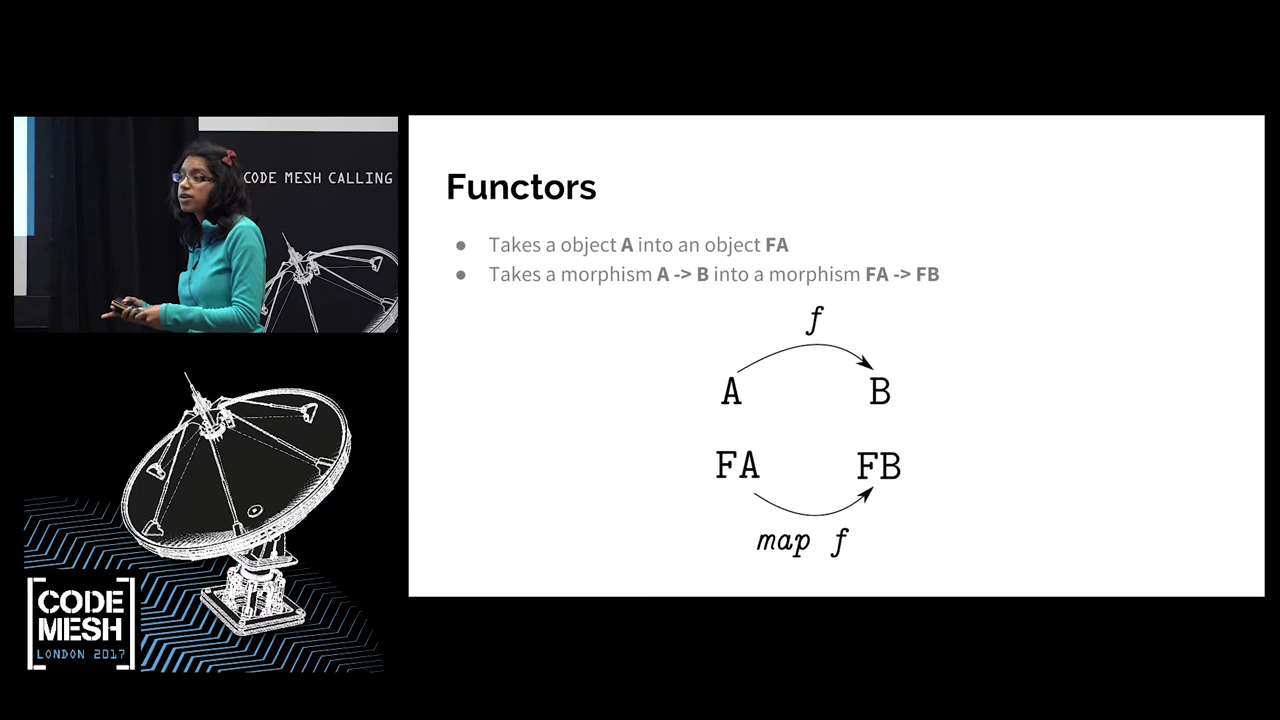 CODE MESH CALLING
Functors
● Takes a object A into an object FA
● Takes a morphism A -> B into a morphism FA -> FB
f
A B
FA FB
map f
CODE
MESH
LONDON 2017